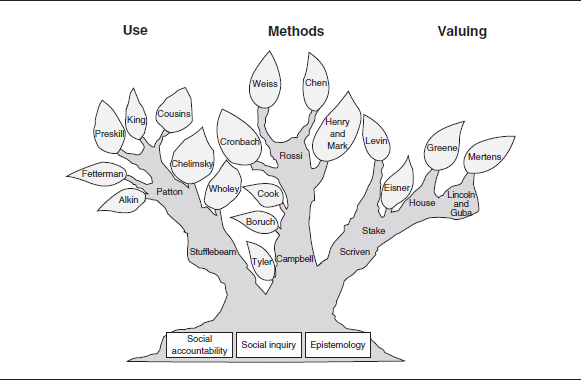 Use
Methods
Valuing
Weiss
Chen
King
Cousins
Preskill
Henry
and
Mark
Cronbach
Levin
Greene
Mertens
Rossi
Chelimsky
Fetterman
Patton
Wholey
Cook
Eisner
Alkin
House
Lincoln
and
Guba
Boruch
Stake
Stufflebeam
Tyler
Campbell
Scriven
Social
accountability
Social inquiry
Epistemology